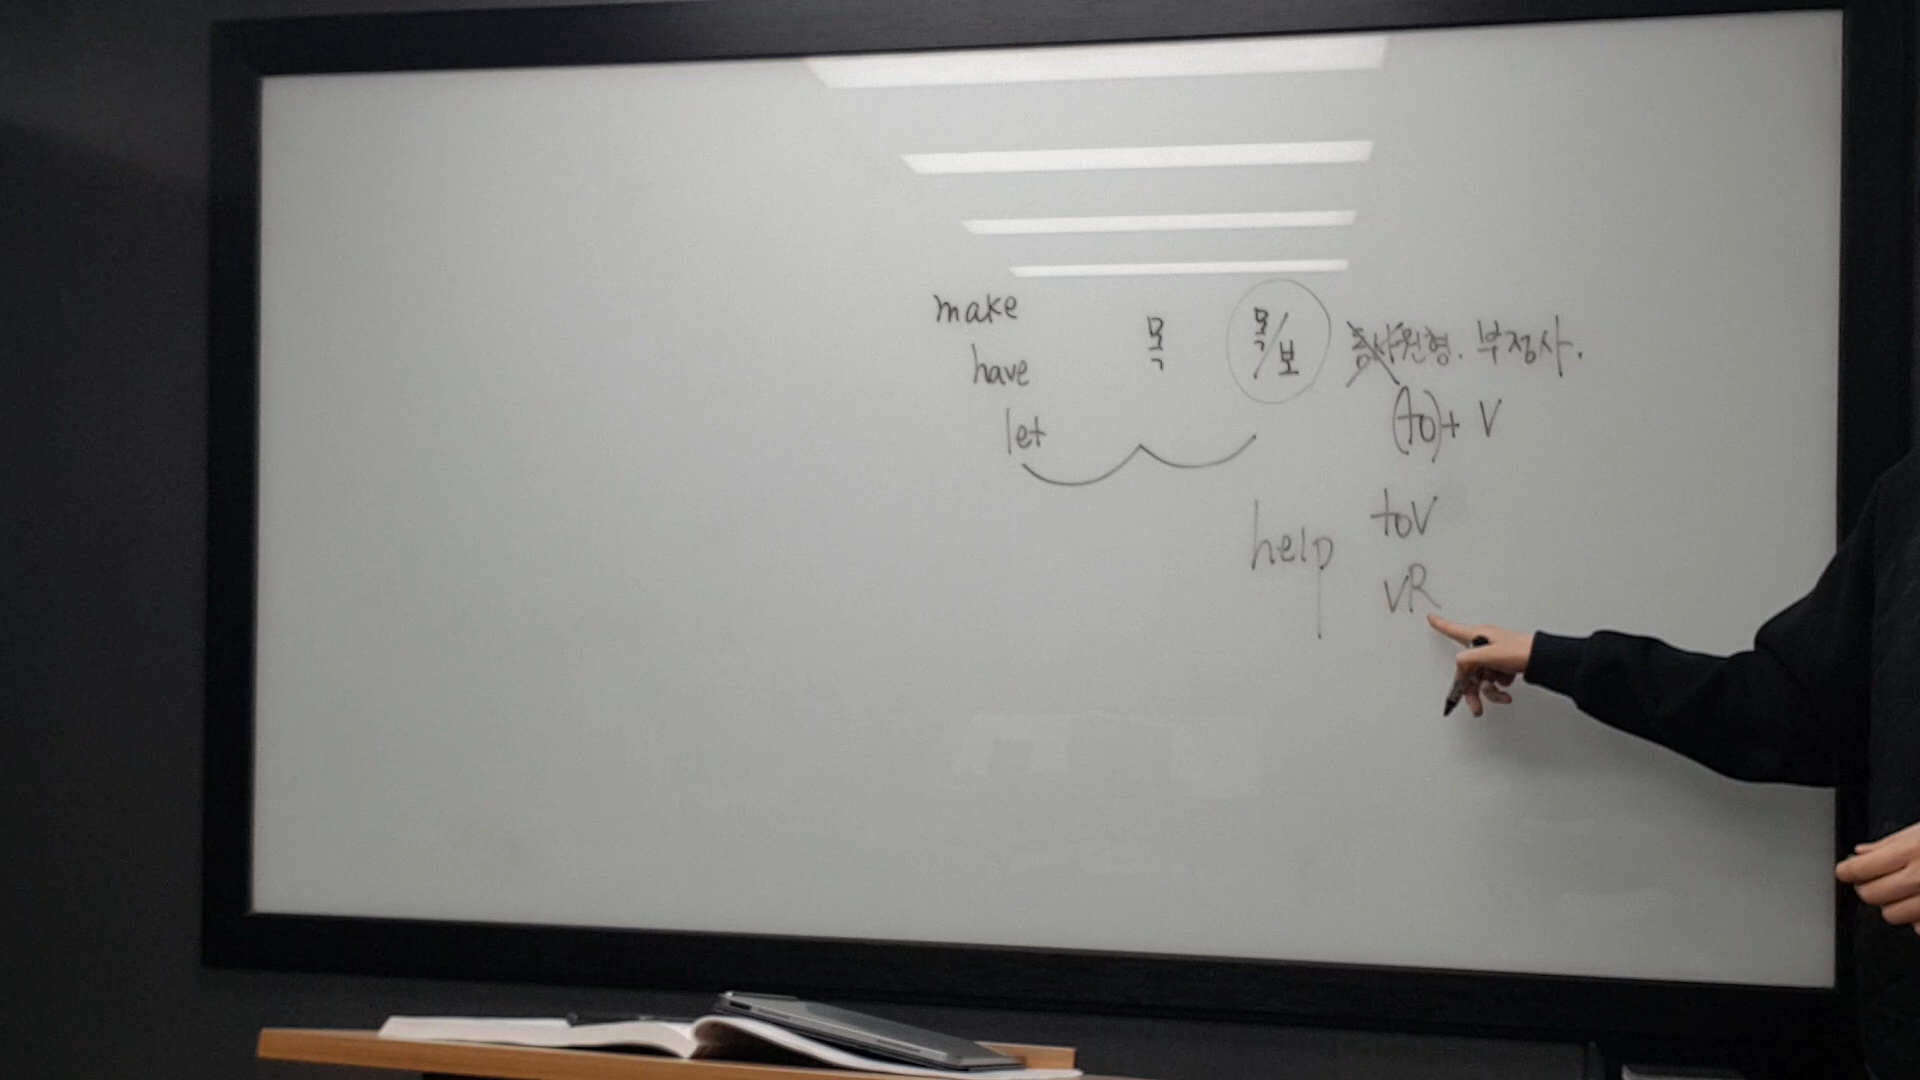 make 목 목/보 동사원형. 부정사.
have
let (to)+ V
help toV
VR